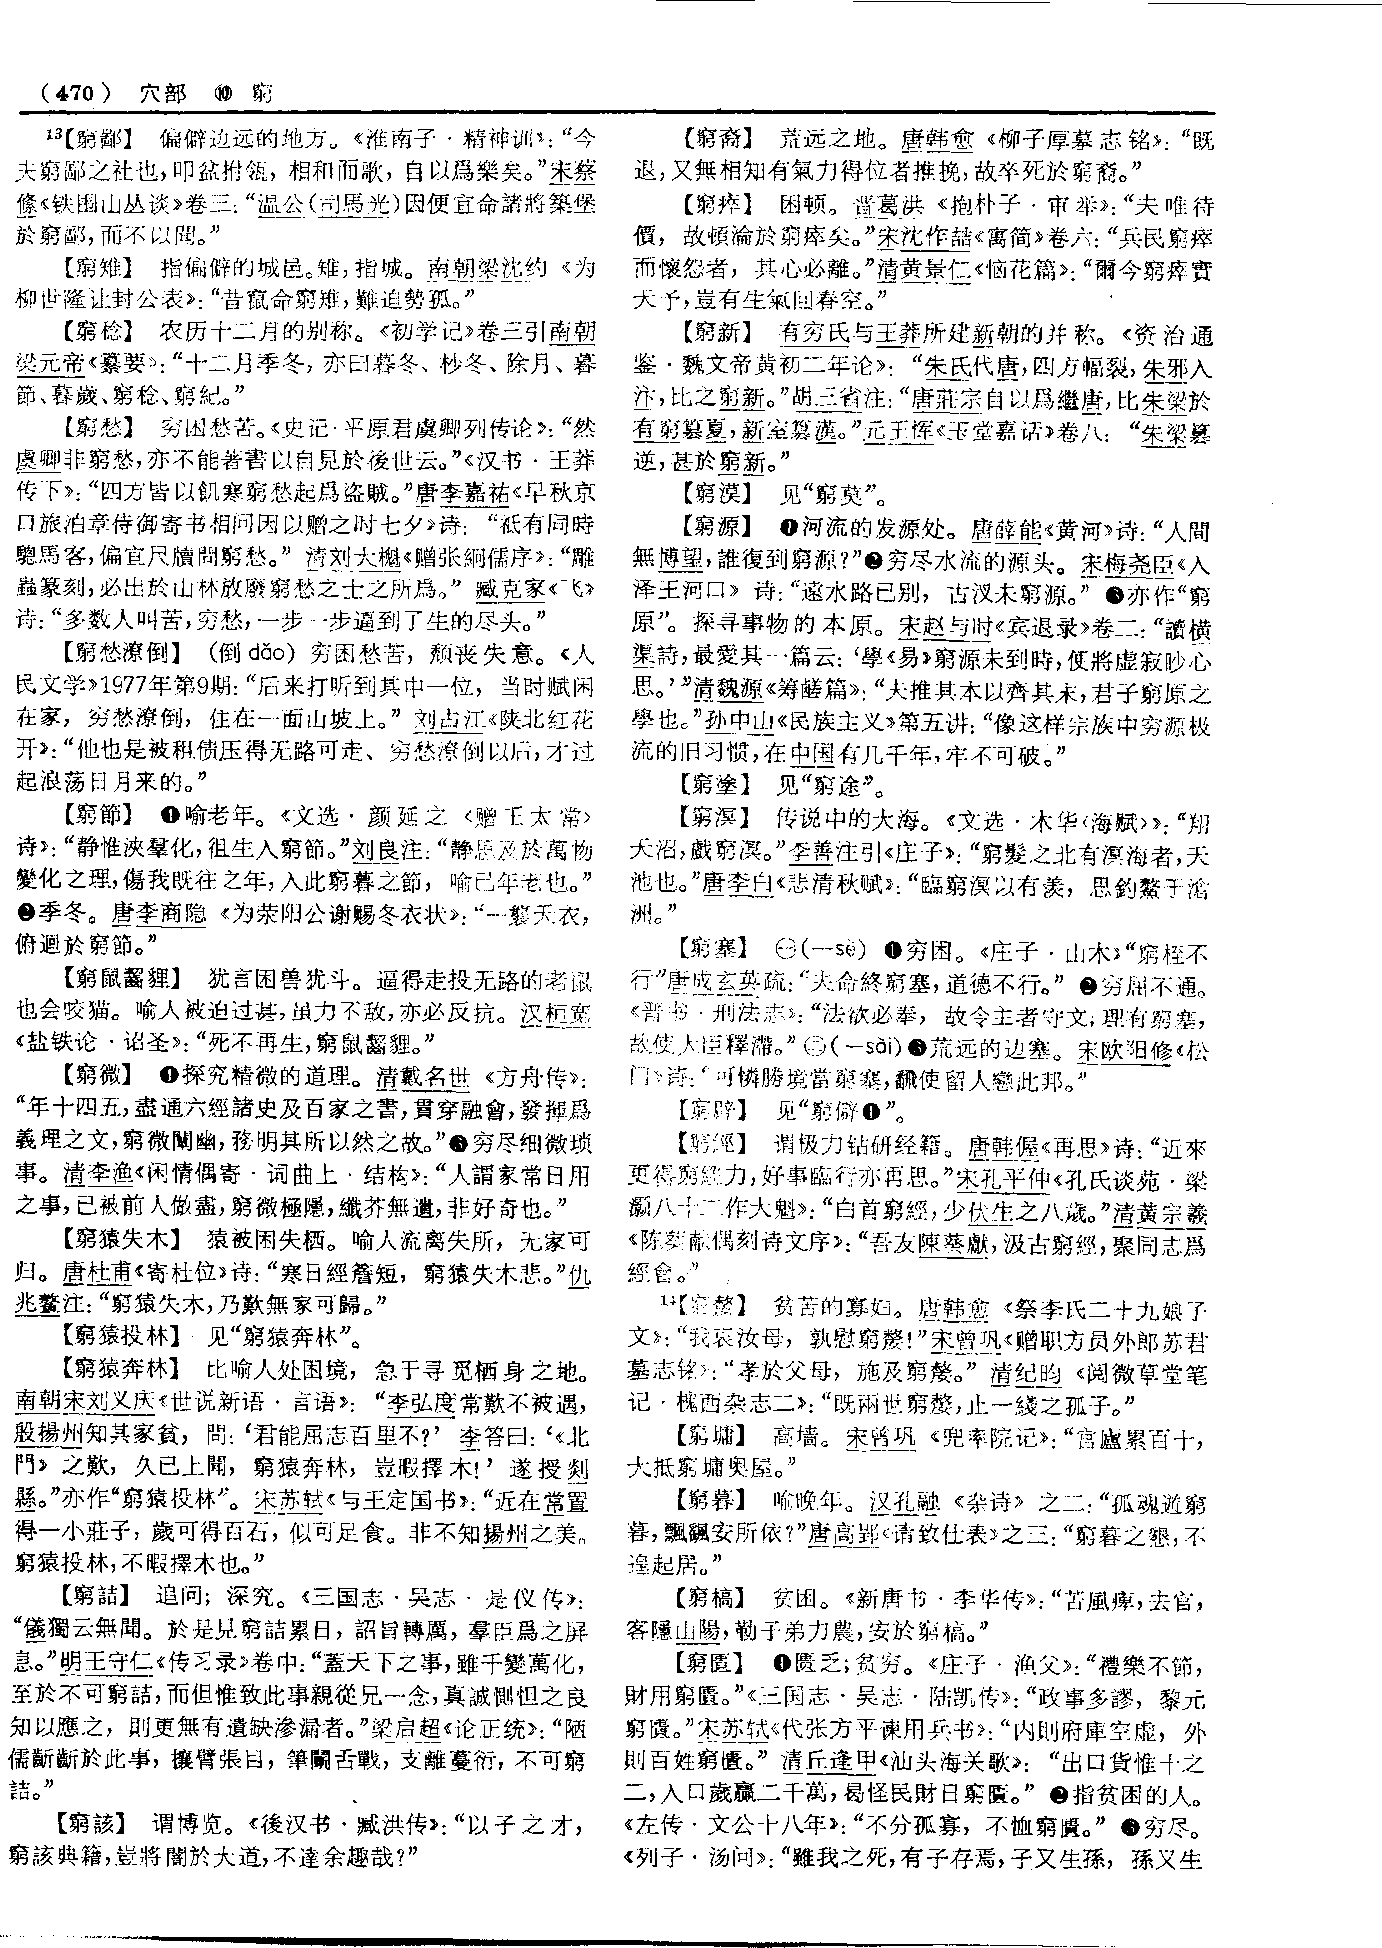 （470） 穴部 ⑩ 窮
¹³【窮鄙】 偏僻边远的地方。《淮南子·精神训》：“今
夫窮鄙之社也，叩盆拊瓴，相和而歌，自以爲樂矣。”宋蔡
絛《铁围山丛谈》卷三：“温公（司馬光）因便宜命諸將築堡
於窮鄙，而不以聞。”
【窮雉】 指偏僻的城邑。雉，指城。南朝梁沈约《为
柳世隆让封公表》：“昔竄命窮雉，難迫勢孤。”
【窮稔】 农历十二月的别称。《初学记》卷三引南朝
梁元帝《纂要》：“十二月季冬，亦曰暮冬、杪冬、除月、暮
節、暮歲、窮稔、窮紀。”
【窮愁】 穷困愁苦。《史记·平原君虞卿列传论》：“然
虞卿非窮愁，亦不能著書以自見於後世云。”《汉书·王莽
传下》：“四方皆以飢寒窮愁起爲盜賊。”唐李嘉祐《早秋京
口旅泊章侍御寄书相问因以赠之时七夕》诗：“祇有同時
驄馬客，偏宜尺牘問窮愁。”清刘大櫆《赠张絅儒序》：“雕
蟲篆刻，必出於山林放廢窮愁之士之所爲。”臧克家《飞》
诗：“多数人叫苦，穷愁，一步一步逼到了生的尽头。”
【窮愁潦倒】 （倒dǎo）穷困愁苦，颓丧失意。《人
民文学》1977年第9期：“后来打听到其中一位，当时赋闲
在家，穷愁潦倒，住在一面山坡上。”刘占江《陕北红花
开》：“他也是被积债压得无路可走、穷愁潦倒以后，才过
起浪荡日月来的。”
【窮節】 ❶喻老年。《文选·颜延之〈赠王太常〉
诗》：“静惟浹羣化，徂生入窮節。”刘良注：“静思及於萬物
變化之理，傷我既往之年，入此窮暮之節，喻己年老也。”
❷季冬。唐李商隐《为荥阳公谢赐冬衣状》：“一襲天衣，
俯迴於窮節。”
【窮鼠齧貍】 犹言困兽犹斗。逼得走投无路的老鼠
也会咬猫。喻人被迫过甚，虽力不敌，亦必反抗。汉桓宽
《盐铁论·诏圣》：“死不再生，窮鼠齧貍。”
【窮微】 ❶探究精微的道理。清戴名世《方舟传》：
“年十四五，盡通六經諸史及百家之書，貫穿融會，發揮爲
義理之文，窮微闡幽，務明其所以然之故。”❷穷尽细微琐
事。清李渔《闲情偶寄·词曲上·结构》：“人謂家常日用
之事，已被前人做盡，窮微極隱，纖芥無遺，非好奇也。”
【窮猿失木】 猿被困失栖。喻人流离失所，无家可
归。唐杜甫《寄杜位》诗：“寒日經簷短，窮猿失木悲。”仇
兆鳌注：“窮猿失木，乃歎無家可歸。”
【窮猿投林】 见“窮猿奔林”。
【窮猿奔林】 比喻人处困境，急于寻觅栖身之地。
南朝宋刘义庆《世说新语·言语》：“李弘度常歎不被遇，
殷揚州知其家貧，問：‘君能屈志百里不？’李答曰：‘《北
門》之歎，久已上聞，窮猿奔林，豈暇擇木！’遂授剡
縣。”亦作“窮猿投林”。宋苏轼《与王定国书》：“近在常置
得一小莊子，歲可得百石，似可足食。非不知揚州之美。
窮猿投林，不暇擇木也。”
【窮詰】 追问；深究。《三国志·吴志·是仪传》：
“儀獨云無聞。於是見窮詰累日，詔旨轉厲，羣臣爲之屏
息。”明王守仁《传习录》卷中：“蓋天下之事，雖千變萬化，
至於不可窮詰，而但惟致此事親從兄一念，真誠惻怛之良
知以應之，則更無有遺缺滲漏者。”梁启超《论正统》：“陋
儒齗齗於此事，攘臂張目，筆鬭舌戰，支離蔓衍，不可窮
詰。”
【窮該】 谓博览。《後汉书·臧洪传》：“以子之才，
窮該典籍，豈將闇於大道，不達余趣哉？”
【窮裔】 荒远之地。唐韩愈《柳子厚墓志铭》：“既
退，又無相知有氣力得位者推挽，故卒死於窮裔。”
【窮瘁】 困顿。晋葛洪《抱朴子·审举》：“夫唯待
價，故頓淪於窮瘁矣。”宋沈作喆《寓简》卷六：“兵民窮瘁
而懷怨者，其心必離。”清黄景仁《恼花篇》：“爾今窮瘁實
天予，豈有生氣回春空。”
【窮新】 有穷氏与王莽所建新朝的并称。《资治通
鉴·魏文帝黄初二年论》：“朱氏代唐，四方幅裂，朱邪入
汴，比之窮新。”胡三省注：“唐莊宗自以爲繼唐，比朱梁於
有窮篡夏，新室篡漢。”元王恽《玉堂嘉话》卷八：“朱梁篡
逆，甚於窮新。”
【窮漠】 见“窮莫”。
【窮源】 ❶河流的发源处。唐薛能《黄河》诗：“人間
無博望，誰復到窮源？”❷穷尽水流的源头。宋梅尧臣《入
泽王河口》诗：“遠水路已别，古汊未窮源。”❸亦作“窮
原”。探寻事物的本原。宋赵与时《宾退录》卷二：“讀横
渠詩，最愛其一篇云：‘學《易》窮源未到時，便將虚寂眇心
思。’”清魏源《筹鹾篇》：“夫推其本以齊其末，君子窮原之
學也。”孙中山《民族主义》第五讲：“像这样宗族中穷源极
流的旧习惯，在中国有几千年，牢不可破。”
【窮塗】 见“窮途”。
【窮溟】 传说中的大海。《文选·木华〈海赋〉》：“翔
天沼，戲窮溟。”李善注引《庄子》：“窮髮之北有溟海者，天
池也。”唐李白《悲清秋赋》：“臨窮溟以有羡，思釣鰲于滄
洲。”
【窮塞】 ㊀（—sè）❶穷困。《庄子·山木》“窮桎不
行”唐成玄英疏：“夫命終窮塞，道德不行。”❷穷屈不通。
《晋书·刑法志》：“法欲必奉，故令主者守文；理有窮塞，
故使大臣釋滯。”㊁（—sài）❸荒远的边塞。宋欧阳修《松
门》诗：“可憐勝境當窮塞，翻使留人戀此邦。”
【窮辟】 见“窮僻❶”。
【窮經】 谓极力钻研经籍。唐韩偓《再思》诗：“近來
更得窮經力，好事臨行亦再思。”宋孔平仲《孔氏谈苑·梁
灏八十二作大魁》：“白首窮經，少伏生之八歲。”清黄宗羲
《陈葵献偶刻诗文序》：“吾友陳葵獻，汲古窮經，聚同志爲
經會。”
¹⁴【窮嫠】 贫苦的寡妇。唐韩愈《祭李氏二十九娘子
文》：“我哀汝母，孰慰窮嫠！”宋曾巩《赠职方员外郎苏君
墓志铭》：“孝於父母，施及窮嫠。”清纪昀《阅微草堂笔
记·槐西杂志二》：“既兩世窮嫠，止一綫之孤子。”
【窮墉】 高墙。宋曾巩《兜率院记》：“宫廬累百十，
大抵窮墉奥屋。”
【窮暮】 喻晚年。汉孔融《杂诗》之二：“孤魂遊窮
暮，飄飖安所依？”唐高郢《请致仕表》之三：“窮暮之懇，不
遑起居。”
【窮槁】 贫困。《新唐书·李华传》：“苦風痺，去官，
客隱山陽，勒子弟力農，安於窮槁。”
【窮匱】 ❶匮乏；贫穷。《庄子·渔父》：“禮樂不節，
財用窮匱。”《三国志·吴志·陆凯传》：“政事多謬，黎元
窮匱。”宋苏轼《代张方平谏用兵书》：“内則府庫空虚，外
則百姓窮匱。”清丘逢甲《汕头海关歌》：“出口貨惟十之
二，入口歲贏二千萬，曷怪民財日窮匱。”❷指贫困的人。
《左传·文公十八年》：“不分孤寡，不恤窮匱。”❸穷尽。
《列子·汤问》：“雖我之死，有子存焉，子又生孫，孫又生